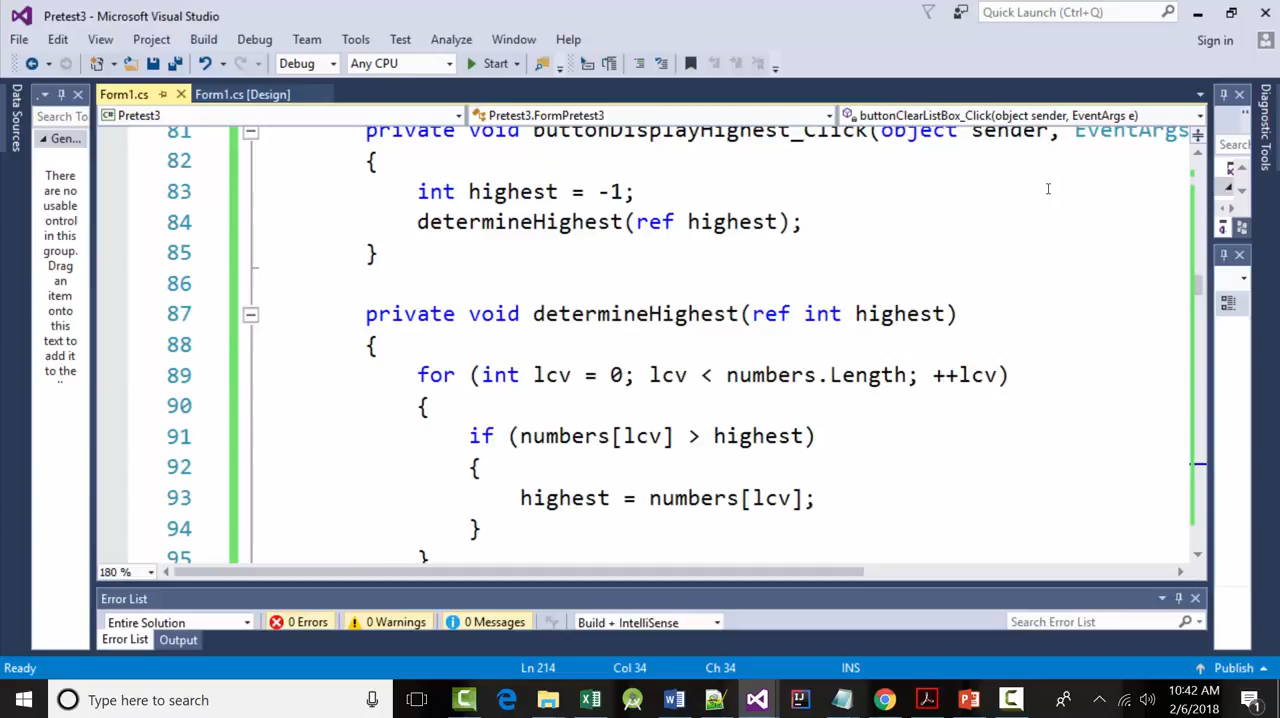 Pretest3 - Microsoft Visual Studio
Quick Launch (Ctrl+Q)
File Edit View Project Build Debug Team Tools Test Analyze Window Help
Sign in
Debug Any CPU Start
Data Sources
Search To
Gen...
There
are no
usable
ontrol
in this
group.
Drag
an
item
onto
this
text to
add it
to the
Form1.cs Form1.cs [Design]
Pretest3 Pretest3.FormPretest3 buttonClearListBox_Click(object sender, EventArgs e)
81 private void buttonDisplayHighest_Click(object sender, EventArgs
82 {
83 int highest = -1;
84 determineHighest(ref highest);
85 }
86
87 private void determineHighest(ref int highest)
88 {
89 for (int lcv = 0; lcv < numbers.Length; ++lcv)
90 {
91 if (numbers[lcv] > highest)
92 {
93 highest = numbers[lcv];
94 }
95 }
180 %
Search
Diagnostic Tools
Error List
Entire Solution 0 Errors 0 Warnings 0 Messages Build + IntelliSense Search Error List
Error List Output
Ready Ln 214 Col 34 Ch 34 INS Publish
Type here to search
10:42 AM
2/6/2018
1